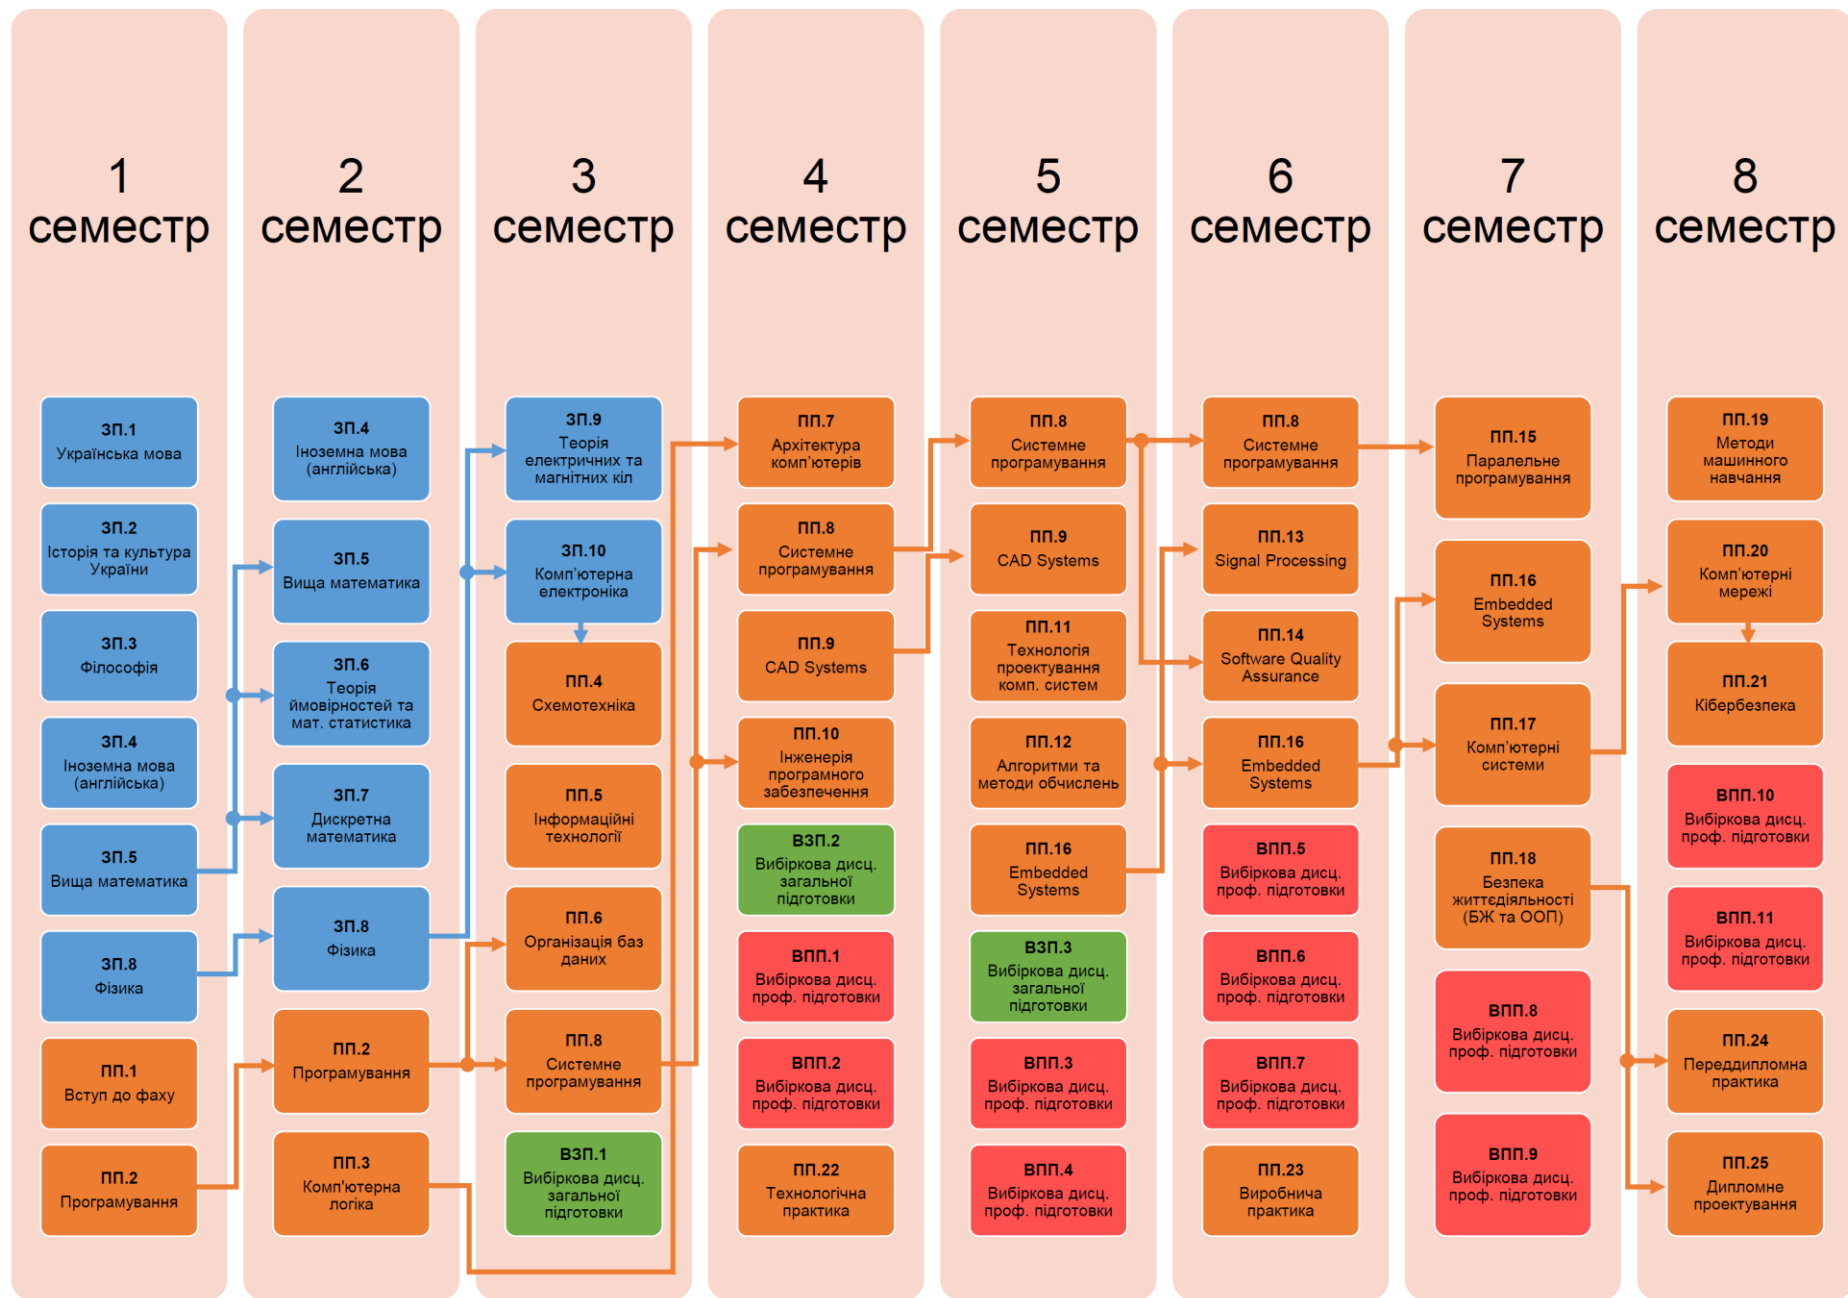 1
семестр
ЗП.1
Українська мова
ЗП.2
Історія та культура
України
ЗП.3
Філософія
ЗП.4
Іноземна мова
(англійська)
ЗП.5
Вища математика
ЗП.8
Фізика
ПП.1
Вступ до фаху
ПП.2
Програмування
2
семестр
ЗП.4
Іноземна мова
(англійська)
ЗП.5
Вища математика
ЗП.6
Теорія
ймовірностей та
мат. статистика
ЗП.7
Дискретна
математика
ЗП.8
Фізика
ПП.2
Програмування
ПП.3
Комп'ютерна
логіка
3
семестр
ЗП.9
Теорія
електричних та
магнітних кіл
ЗП.10
Комп’ютерна
електроніка
ПП.4
Схемотехніка
ПП.5
Інформаційні
технології
ПП.6
Організація баз
даних
ПП.8
Системне
програмування
ВЗП.1
Вибіркова дисц.
загальної
підготовки
4
семестр
ПП.7
Архітектура
комп’ютерів
ПП.8
Системне
програмування
ПП.9
CAD Systems
ПП.10
Інженерія
програмного
забезпечення
ВЗП.2
Вибіркова дисц.
загальної
підготовки
ВПП.1
Вибіркова дисц.
проф. підготовки
ВПП.2
Вибіркова дисц.
проф. підготовки
ПП.22
Технологічна
практика
5
семестр
ПП.8
Системне
програмування
ПП.9
CAD Systems
ПП.11
Технологія
проектування
комп. систем
ПП.12
Алгоритми та
методи обчислень
ПП.16
Embedded
Systems
ВЗП.3
Вибіркова дисц.
загальної
підготовки
ВПП.3
Вибіркова дисц.
проф. підготовки
ВПП.4
Вибіркова дисц.
проф. підготовки
6
семестр
ПП.8
Системне
програмування
ПП.13
Signal Processing
ПП.14
Software Quality
Assurance
ПП.16
Embedded
Systems
ВПП.5
Вибіркова дисц.
проф. підготовки
ВПП.6
Вибіркова дисц.
проф. підготовки
ВПП.7
Вибіркова дисц.
проф. підготовки
ПП.23
Виробнича
практика
7
семестр
ПП.15
Паралельне
програмування
ПП.16
Embedded
Systems
ПП.17
Комп’ютерні
системи
ПП.18
Безпека
життєдіяльності
(БЖ та ООП)
ВПП.8
Вибіркова дисц.
проф. підготовки
ВПП.9
Вибіркова дисц.
проф. підготовки
8
семестр
ПП.19
Методи
машинного
навчання
ПП.20
Комп’ютерні
мережі
ПП.21
Кібербезпека
ВПП.10
Вибіркова дисц.
проф. підготовки
ВПП.11
Вибіркова дисц.
проф. підготовки
ПП.24
Переддипломна
практика
ПП.25
Дипломне
проектування